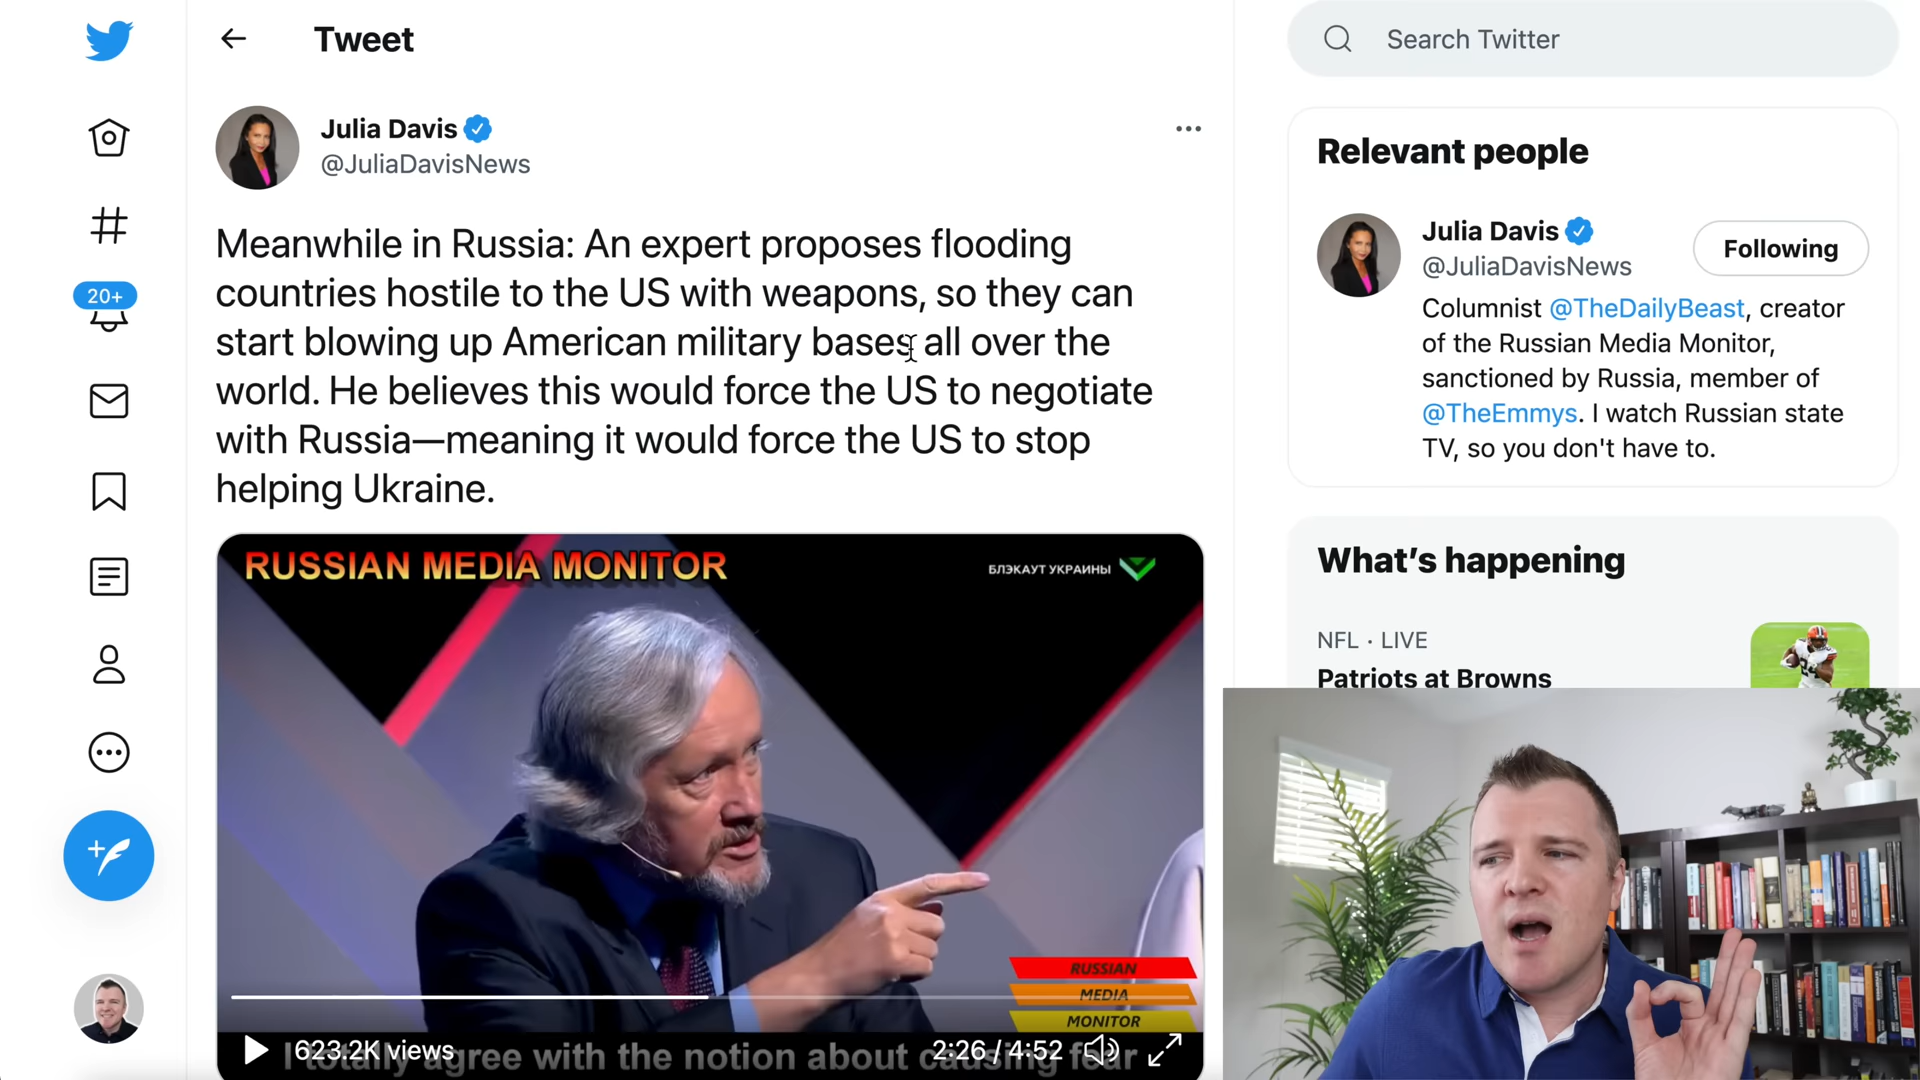 Tweet
Search Twitter
Julia Davis
@JuliaDavisNews
Meanwhile in Russia: An expert proposes flooding
countries hostile to the US with weapons, so they can
start blowing up American military bases all over the
world. He believes this would force the US to negotiate
with Russia—meaning it would force the US to stop
helping Ukraine.
20+
RUSSIAN MEDIA MONITOR
БЛЭКАУТ УКРАИНЫ
RUSSIAN
MEDIA
MONITOR
623.2K views
2:26 / 4:52
I totally agree with the notion about causing fear
Relevant people
Julia Davis
@JuliaDavisNews
Following
Columnist @TheDailyBeast, creator
of the Russian Media Monitor,
sanctioned by Russia, member of
@TheEmmys. I watch Russian state
TV, so you don't have to.
What's happening
NFL · LIVE
Patriots at Browns